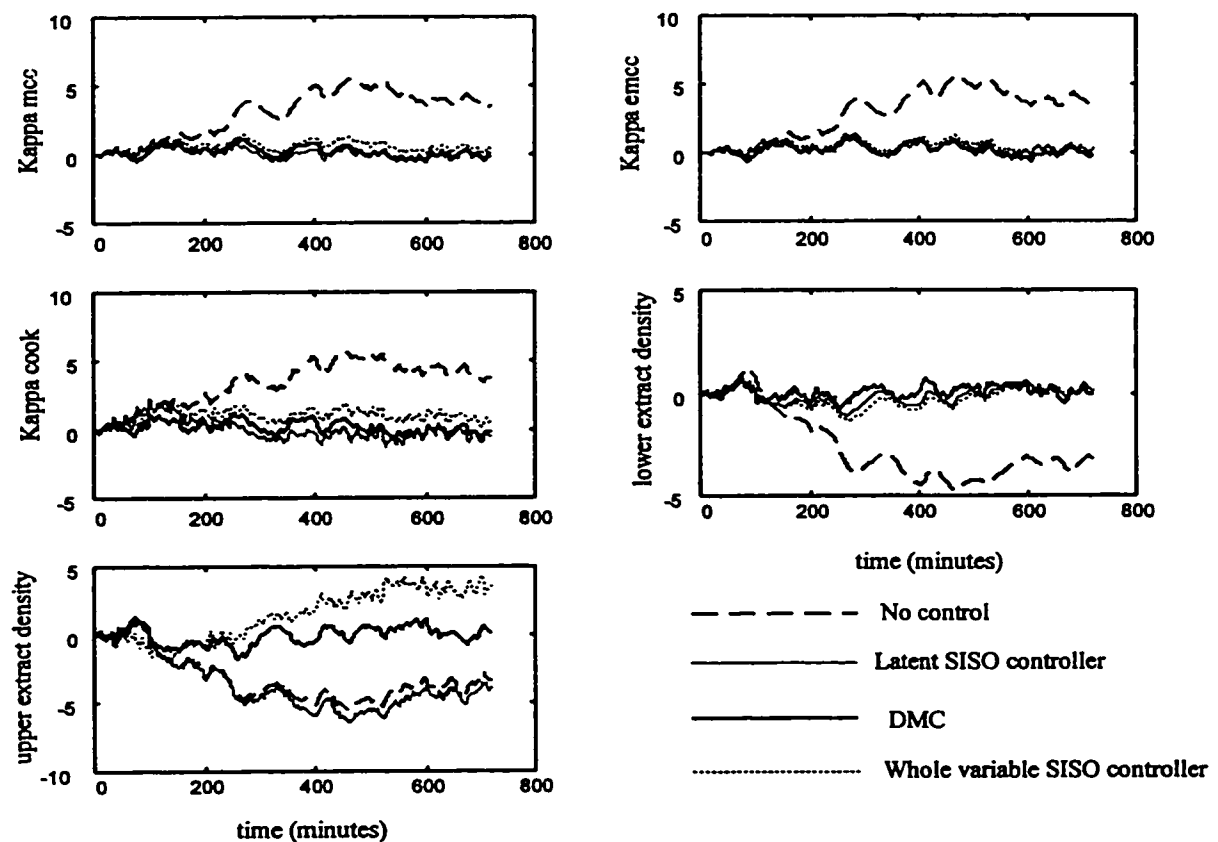 10
5
0
-5
Kappa mcc
0 200 400 600 800
10
5
0
-5
Kappa emcc
0 200 400 600 800
10
5
0
-5
Kappa cook
0 200 400 600 800
5
0
-5
lower extract density
0 200 400 600 800
time (minutes)
5
0
-5
-10
upper extract density
0 200 400 600 800
time (minutes)
No control
Latent SISO controller
DMC
Whole variable SISO controller